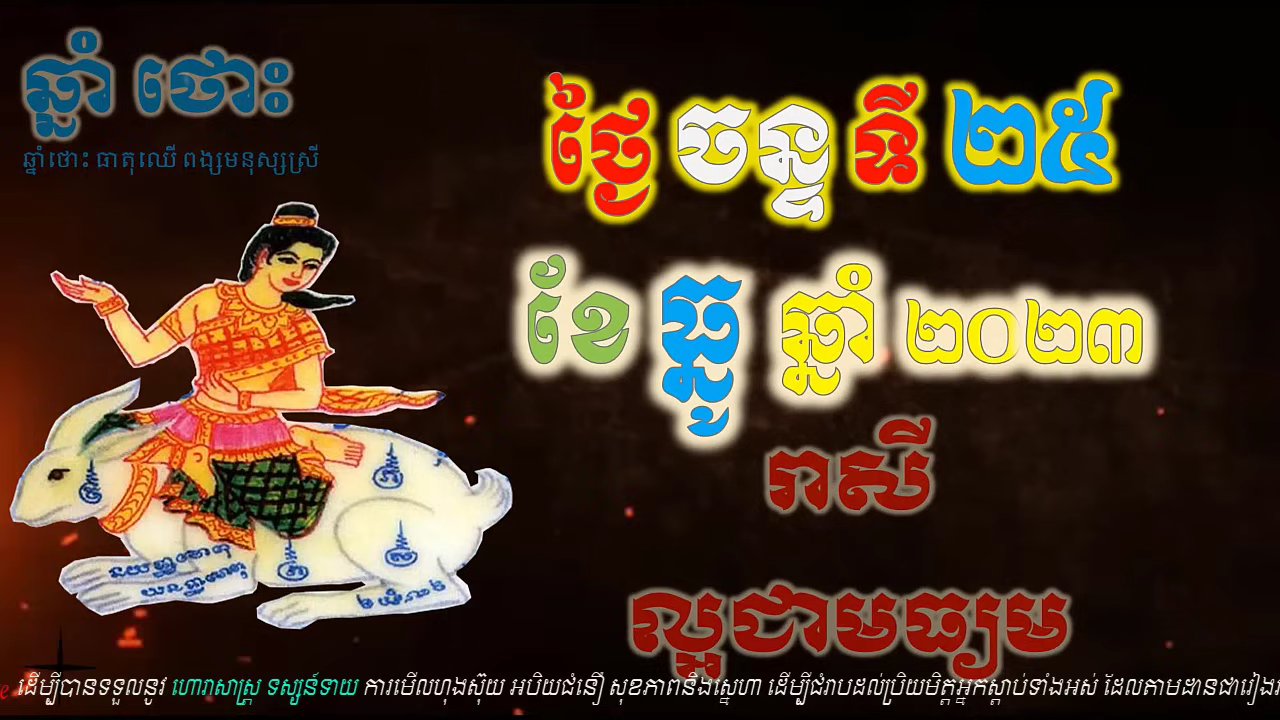 ឆ្នាំ ថោះ
ឆ្នាំថោះ ធាតុឈើ ពង្សមនុស្សស្រី
ថ្ងៃ ចន្ទ ទី ២៥
ខែ ធ្នូ ឆ្នាំ ២០២៣
រាសី
ល្អជាមធ្យម
ដើម្បីបានទទួលនូវ ហោរាសាស្ត្រ ទស្សន៍ទាយ ការមើលហុងស៊ុយ អបិយជំនឿ សុខភាពនិងស្នេហា ដើម្បីជំរាបដល់ប្រិយមិត្តអ្នកស្តាប់ទាំងអស់ ដែលតាមដានជារៀង